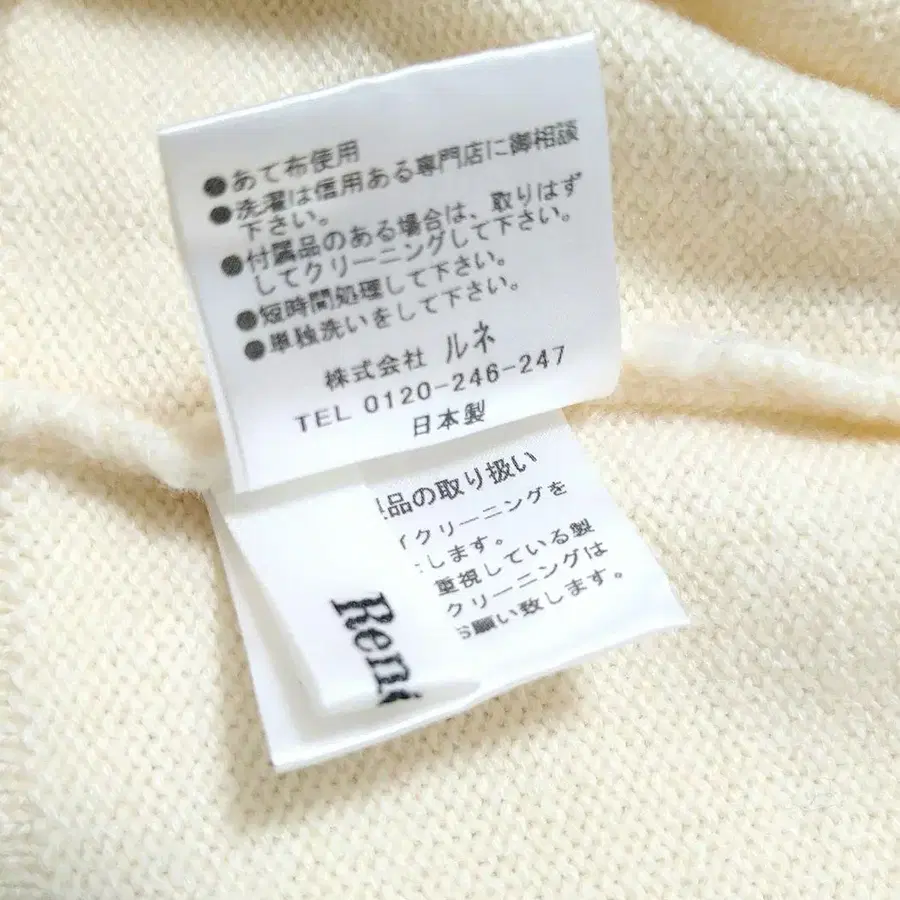 ●あて布使用
●洗濯は信用ある専門店に御相談
下さい。
●付属品のある場合は、取りはず
してクリーニングして下さい。
●短時間処理して下さい。
●単独洗いをして下さい。
株式会社 ルネ
TEL 0120-246-247
日本製
品の取り扱い
クリーニングを
します。
重視している製
クリーニングは
お願い致します。
René